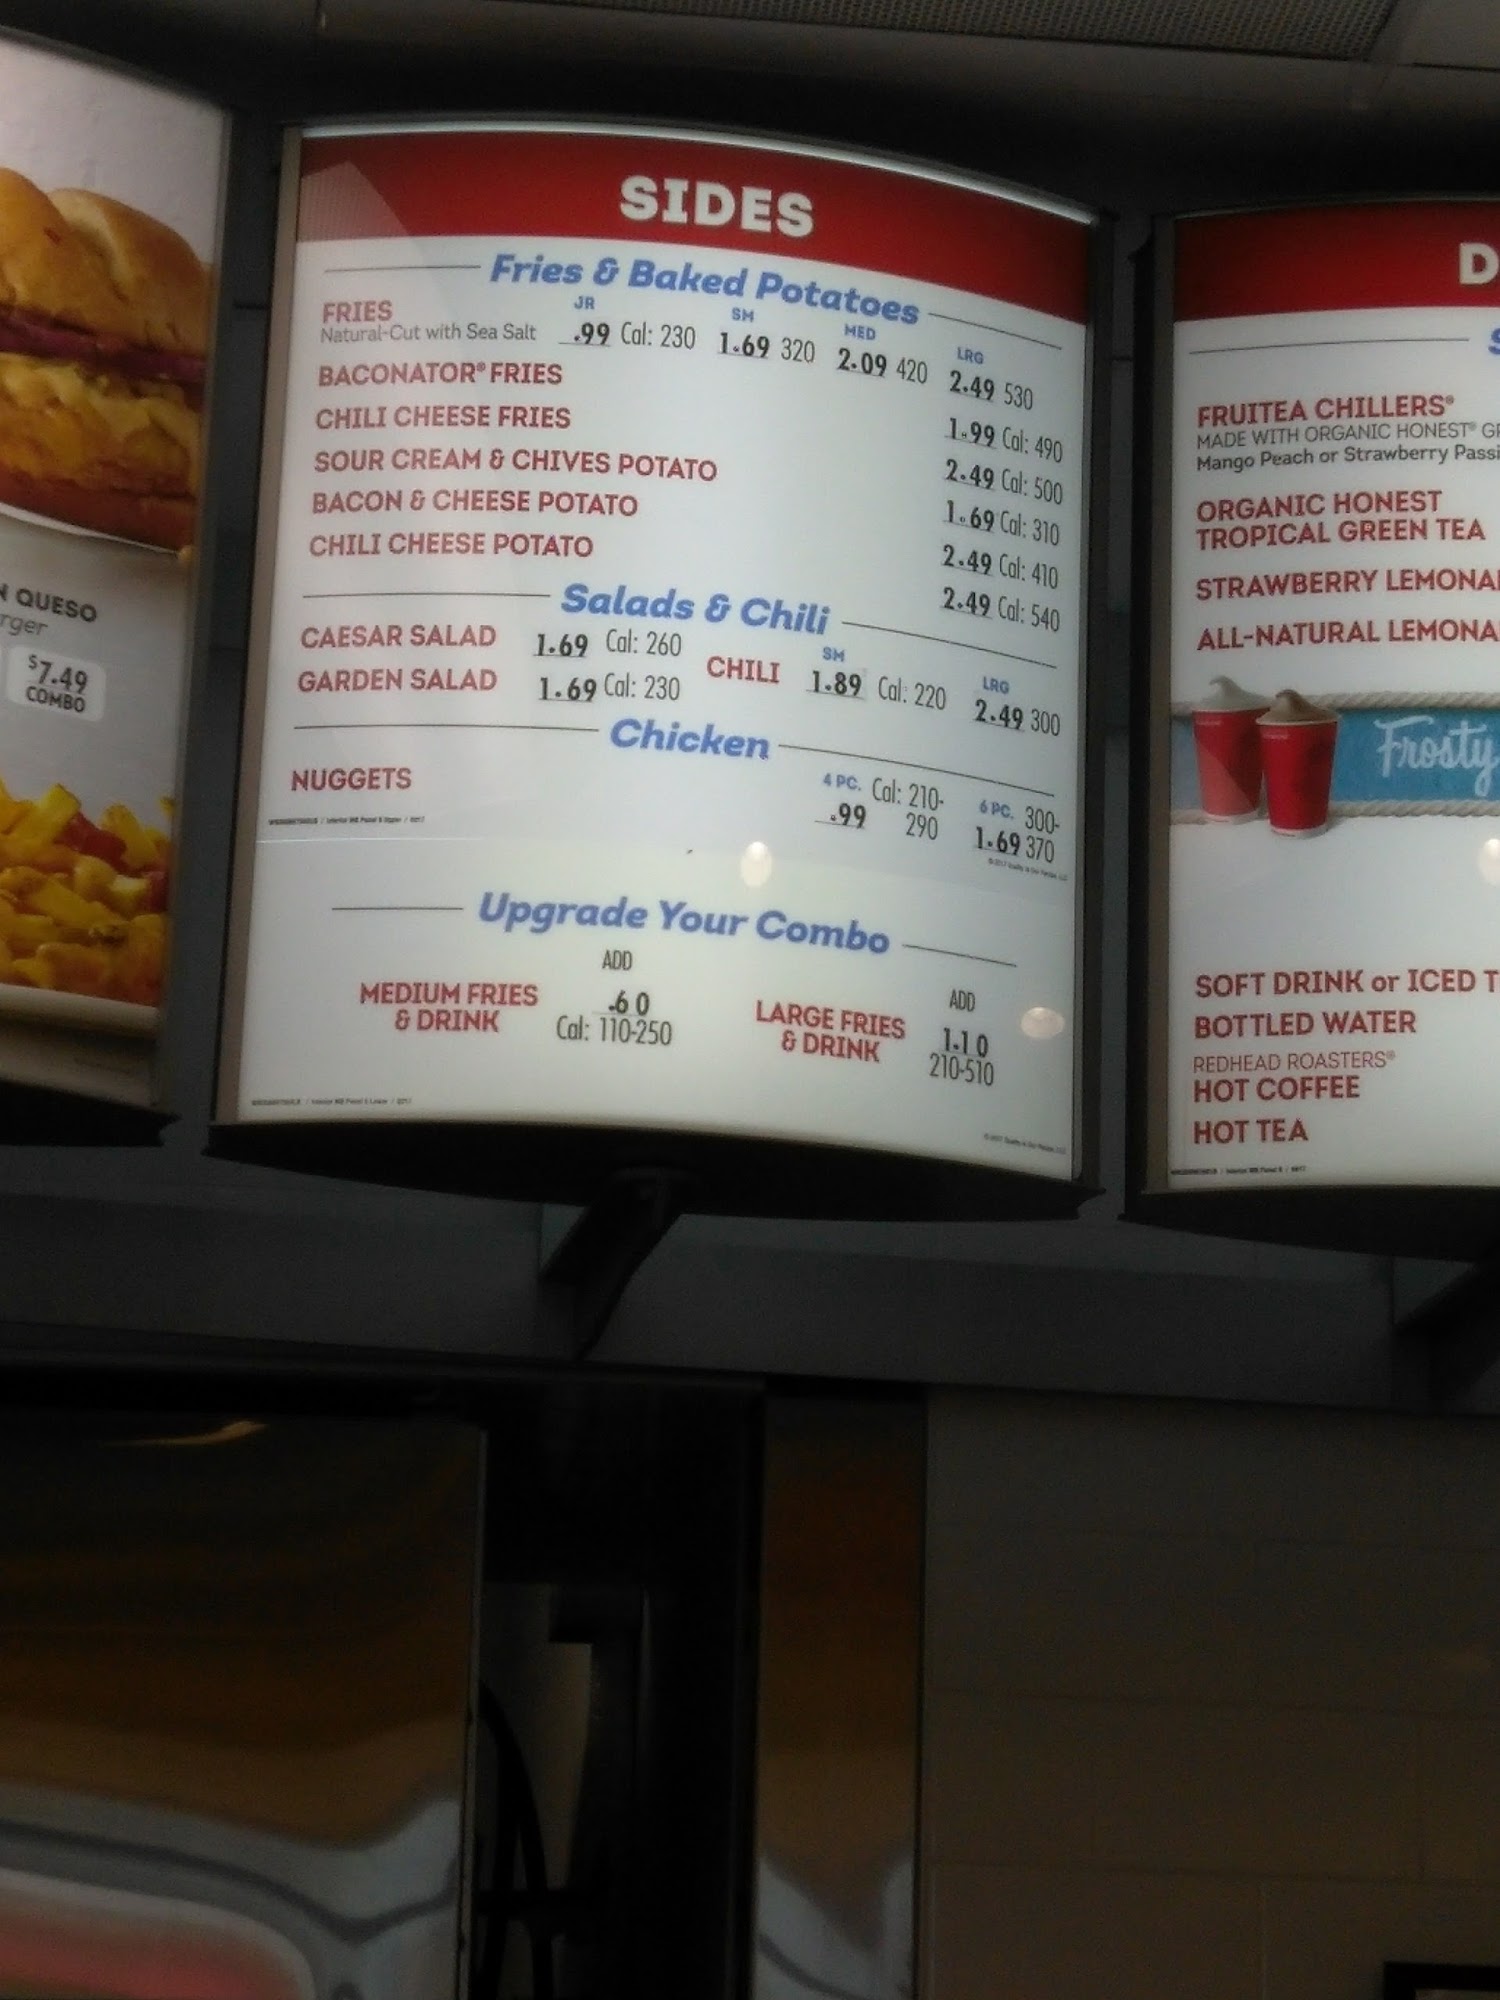 N QUESO
rger
$7.49
COMBO
SIDES
Fries & Baked Potatoes
JR SM MED LRG
FRIES
Natural-Cut with Sea Salt .99 Cal: 230 1.69 320 2.09 420 2.49 530
BACONATOR® FRIES 1.99 Cal: 490
CHILI CHEESE FRIES 2.49 Cal: 500
SOUR CREAM & CHIVES POTATO 1.69 Cal: 310
BACON & CHEESE POTATO 2.49 Cal: 410
CHILI CHEESE POTATO 2.49 Cal: 540
Salads & Chili
CAESAR SALAD 1.69 Cal: 260
GARDEN SALAD 1.69 Cal: 230
SM LRG
CHILI 1.89 Cal: 220 2.49 300
Chicken
NUGGETS
4 PC. Cal: 210-
.99 290
6 PC. 300-
1.69 370
Upgrade Your Combo
ADD
MEDIUM FRIES .60
& DRINK Cal: 110-250
ADD
LARGE FRIES 1.10
& DRINK 210-510
D
S
FRUITEA CHILLERS®
MADE WITH ORGANIC HONEST® GR
Mango Peach or Strawberry Passi
ORGANIC HONEST
TROPICAL GREEN TEA
STRAWBERRY LEMONA
ALL-NATURAL LEMONA
Frosty
SOFT DRINK or ICED T
BOTTLED WATER
REDHEAD ROASTERS®
HOT COFFEE
HOT TEA